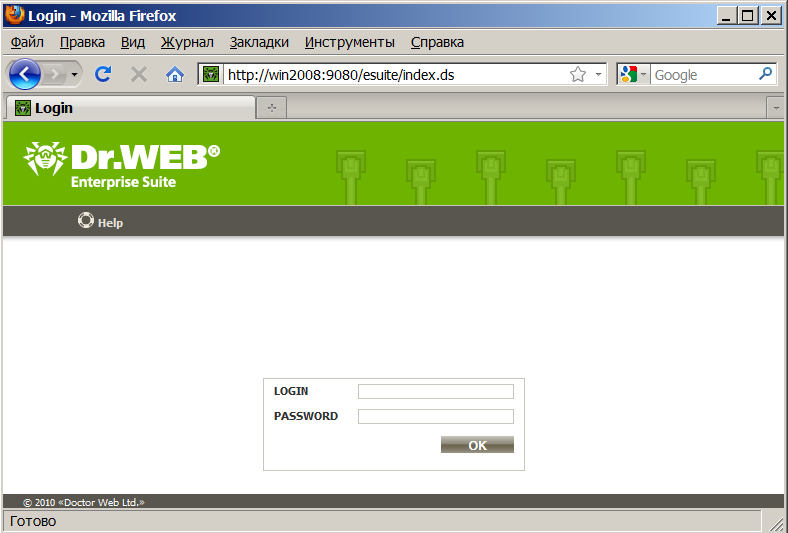 Login - Mozilla Firefox
Файл Правка Вид Журнал Закладки Инструменты Справка
http://win2008:9080/esuite/index.ds Google
Login
Dr.WEB®
Enterprise Suite
Help
LOGIN
PASSWORD
OK
© 2010 «Doctor Web Ltd.»
Готово